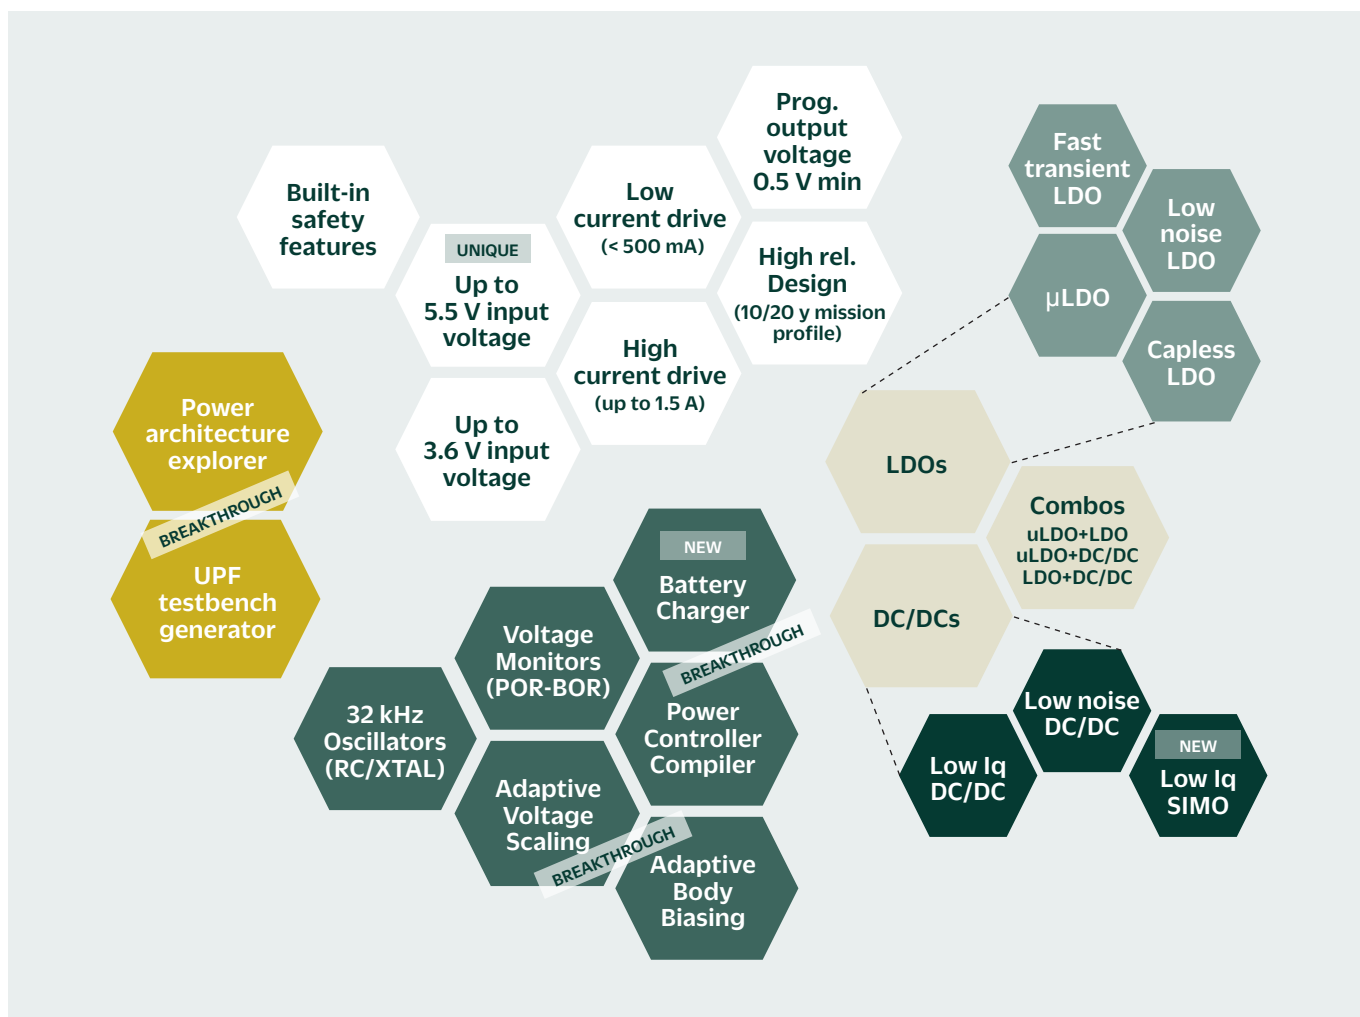 Prog.
output
voltage
0.5 V min
Built-in
safety
features
Low
current drive
(< 500 mA)
UNIQUE
Up to
5.5 V input
voltage
High rel.
Design
(10/20 y mission
profile)
High
current drive
(up to 1.5 A)
Up to
3.6 V input
voltage
Fast
transient
LDO
Low
noise
LDO
µLDO
Capless
LDO
Power
architecture
explorer
BREAKTHROUGH
UPF
testbench
generator
LDOs
Combos
uLDO+LDO
uLDO+DC/DC
LDO+DC/DC
DC/DCs
NEW
Battery
Charger
BREAKTHROUGH
Voltage
Monitors
(POR-BOR)
32 kHz
Oscillators
(RC/XTAL)
Power
Controller
Compiler
Adaptive
Voltage
Scaling
BREAKTHROUGH
Adaptive
Body
Biasing
Low noise
DC/DC
Low Iq
DC/DC
NEW
Low Iq
SIMO